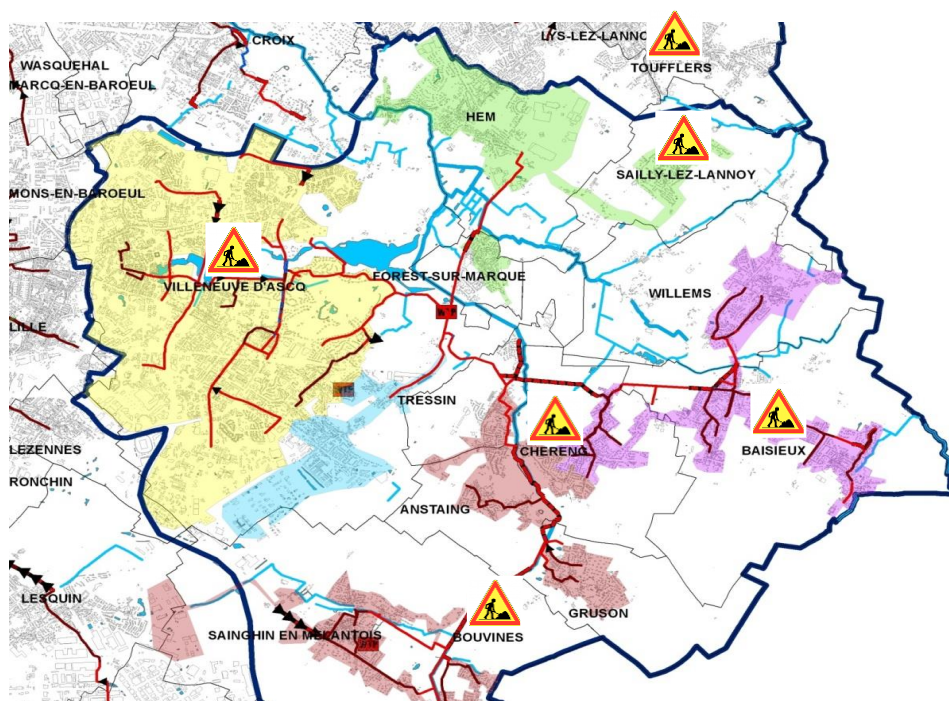 CROIX
LYS-LEZ-LANNO
TOUFFLERS
WASQUEHAL
MARCQ-EN-BAROEUL
HEM
SAILLY-LEZ-LANNOY
MONS-EN-BAROEUL
FOREST-SUR-MARQUE
VILLENEUVE D'ASCQ
WILLEMS
LILLE
TRESSIN
CHERENG
BAISIEUX
LEZENNES
RONCHIN
ANSTAING
LESQUIN
GRUSON
SAINGHIN EN MELANTOIS
BOUVINES